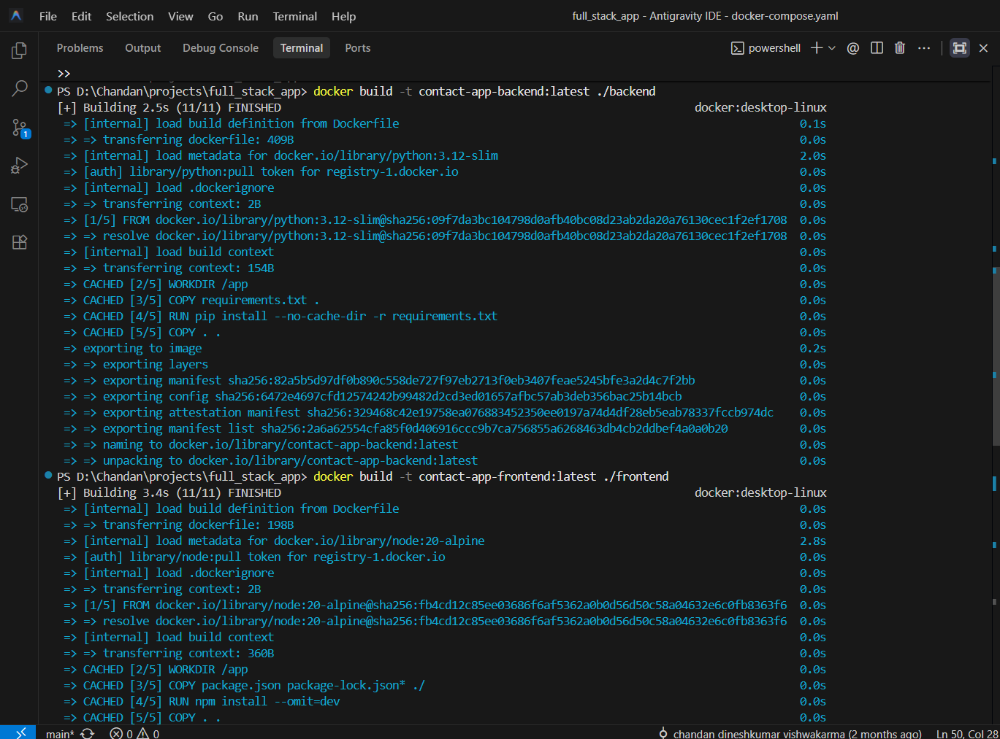 File Edit Selection View Go Run Terminal Help
full_stack_app - Antigravity IDE - docker-compose.yaml
Problems Output Debug Console Terminal Ports
powershell
>>
PS D:\Chandan\projects\full_stack_app> docker build -t contact-app-backend:latest ./backend
[+] Building 2.5s (11/11) FINISHED docker:desktop-linux
=> [internal] load build definition from Dockerfile 0.1s
=> => transferring dockerfile: 409B 0.0s
=> [internal] load metadata for docker.io/library/python:3.12-slim 2.0s
=> [auth] library/python:pull token for registry-1.docker.io 0.0s
=> [internal] load .dockerignore 0.0s
=> => transferring context: 2B 0.0s
=> [1/5] FROM docker.io/library/python:3.12-slim@sha256:09f7da3bc104798d0afb40bc08d23ab2da20a76130cec1f2ef1708 0.0s
=> => resolve docker.io/library/python:3.12-slim@sha256:09f7da3bc104798d0afb40bc08d23ab2da20a76130cec1f2ef1708 0.0s
=> [internal] load build context 0.0s
=> => transferring context: 154B 0.0s
=> CACHED [2/5] WORKDIR /app 0.0s
=> CACHED [3/5] COPY requirements.txt . 0.0s
=> CACHED [4/5] RUN pip install --no-cache-dir -r requirements.txt 0.0s
=> CACHED [5/5] COPY . . 0.0s
=> exporting to image 0.2s
=> => exporting layers 0.0s
=> => exporting manifest sha256:82a5b5d97df0b890c558de727f97eb2713f0eb3407feae5245bfe3a2d4c7f2bb 0.0s
=> => exporting config sha256:6472e4697cfd12574242b99482d2cd3ed01657afbc57ab3deb356bac25b14bcb 0.0s
=> => exporting attestation manifest sha256:329468c42e19758ea076883452350ee0197a74d4df28eb5eab78337fccb974dc 0.0s
=> => exporting manifest list sha256:2a6a62554cfa85f0d406916ccc9b7ca756855a6268463db4cb2ddbef4a0a0b20 0.0s
=> => naming to docker.io/library/contact-app-backend:latest 0.0s
=> => unpacking to docker.io/library/contact-app-backend:latest 0.0s
PS D:\Chandan\projects\full_stack_app> docker build -t contact-app-frontend:latest ./frontend
[+] Building 3.4s (11/11) FINISHED docker:desktop-linux
=> [internal] load build definition from Dockerfile 0.0s
=> => transferring dockerfile: 198B 0.0s
=> [internal] load metadata for docker.io/library/node:20-alpine 2.8s
=> [auth] library/node:pull token for registry-1.docker.io 0.0s
=> [internal] load .dockerignore 0.0s
=> => transferring context: 2B 0.0s
=> [1/5] FROM docker.io/library/node:20-alpine@sha256:fb4cd12c85ee03686f6af5362a0b0d56d50c58a04632e6c0fb8363f6 0.0s
=> => resolve docker.io/library/node:20-alpine@sha256:fb4cd12c85ee03686f6af5362a0b0d56d50c58a04632e6c0fb8363f6 0.0s
=> [internal] load build context 0.0s
=> => transferring context: 360B 0.0s
=> CACHED [2/5] WORKDIR /app 0.0s
=> CACHED [3/5] COPY package.json package-lock.json* ./ 0.0s
=> CACHED [4/5] RUN npm install --omit=dev 0.0s
=> CACHED [5/5] COPY . . 0.0s
1
main* 0 0 chandan dineshkumar vishwakarma (2 months ago) Ln 50, Col 28